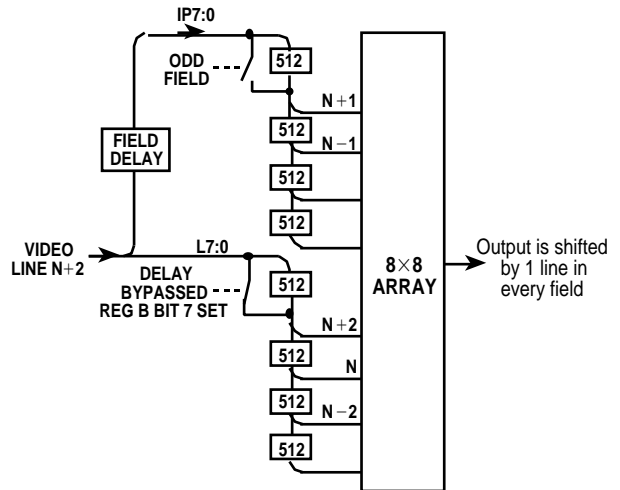 IP7:0
ODD
FIELD
512
N+1
512
N−1
FIELD
DELAY
512
512
VIDEO
LINE N+2
L7:0
DELAY
BYPASSED
REG B BIT 7 SET
512
N+2
512
N
512
N−2
512
8×8
ARRAY
Output is shifted
by 1 line in
every field